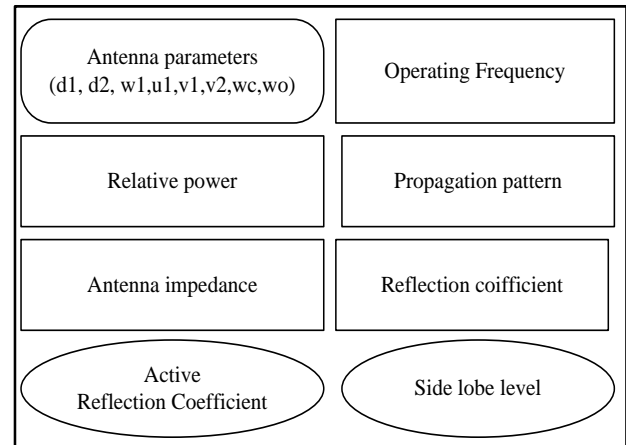 Antenna parameters
(d1, d2, w1,u1,v1,v2,wc,wo)
Operating Frequency
Relative power
Propagation pattern
Antenna impedance
Reflection coifficient
Active
Reflection Coefficient
Side lobe level